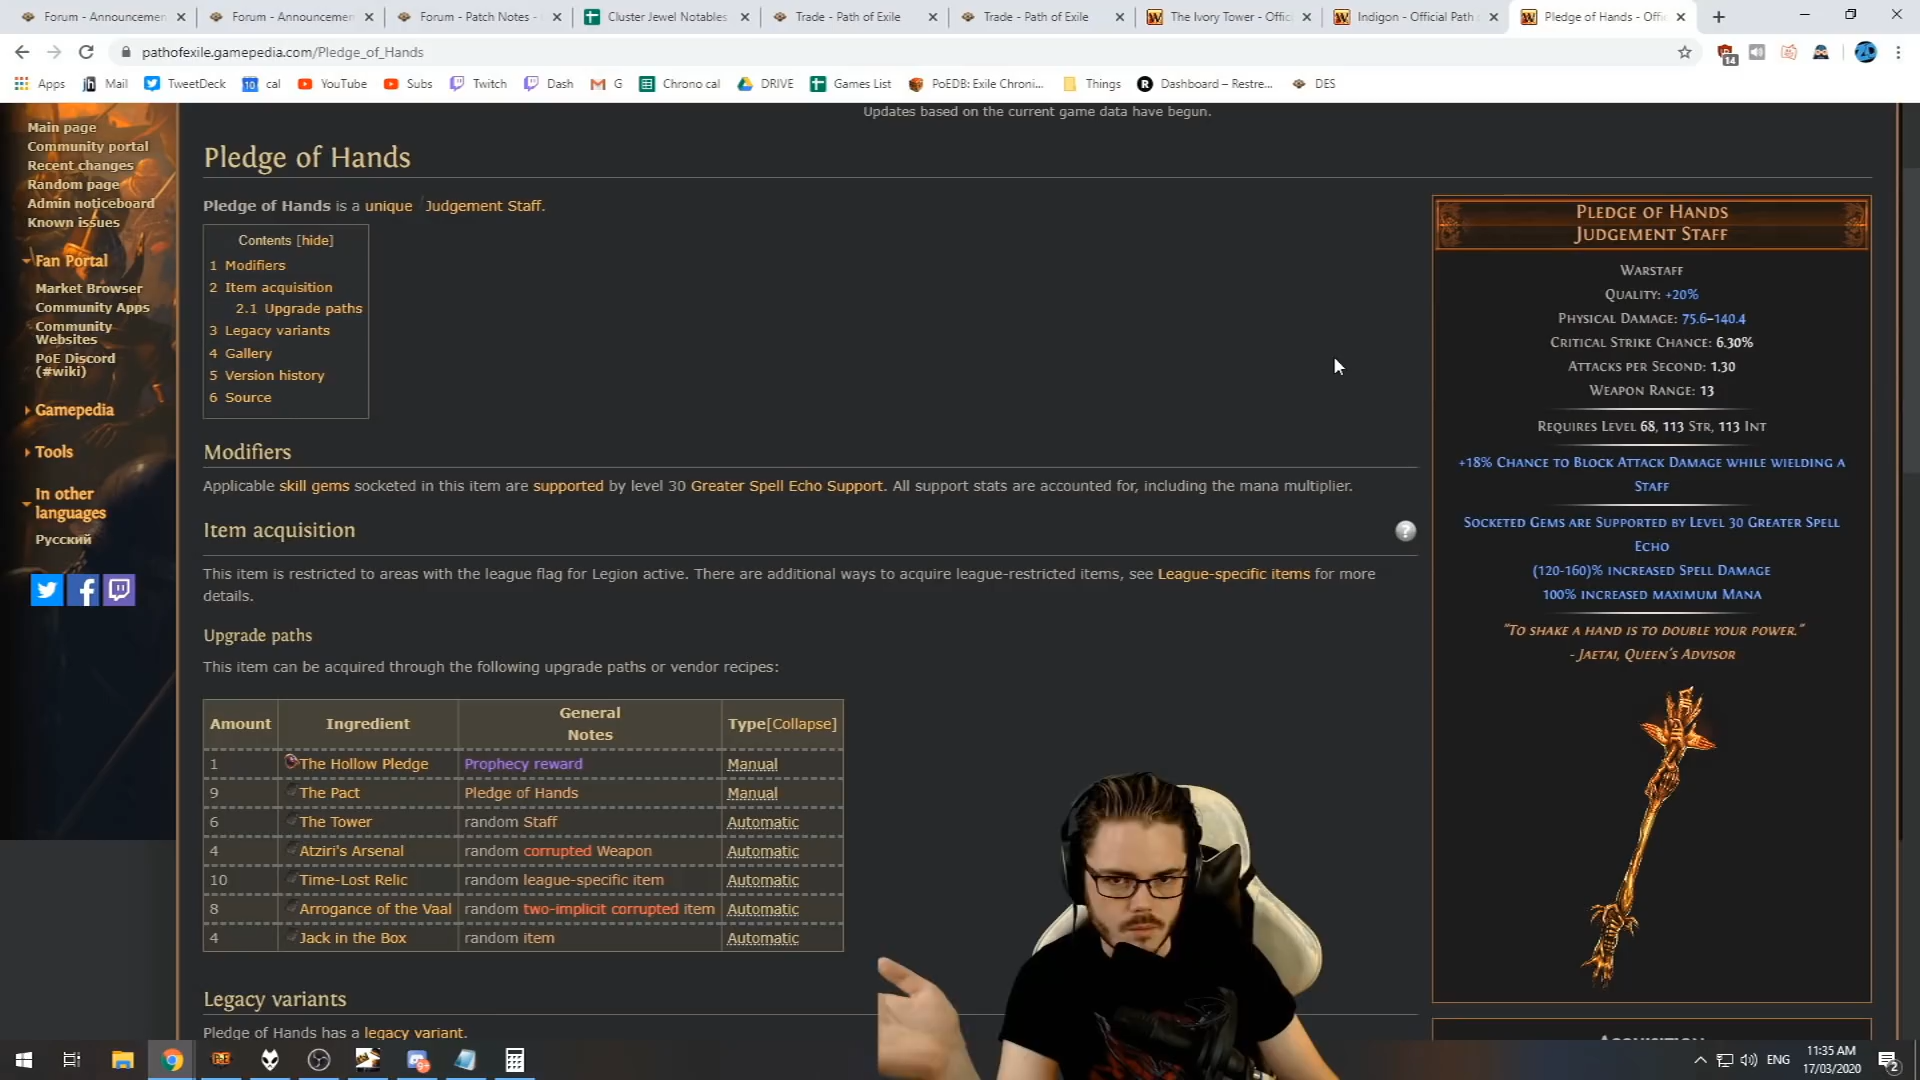 Forum - Announcemen
Forum - Announcemen
Forum - Patch Notes -
Cluster Jewel Notables
Trade - Path of Exile
Trade - Path of Exile
The Ivory Tower - Offic
Indigon - Official Path
Pledge of Hands - Offi
pathofexile.gamepedia.com/Pledge_of_Hands
14
Apps
Mail
TweetDeck
10
cal
YouTube
Subs
Twitch
Dash
G
Chrono cal
DRIVE
Games List
PoEDB: Exile Chroni...
Things
Dashboard – Restre...
DES
Main page
Community portal
Recent changes
Random page
Admin noticeboard
Known issues
Fan Portal
Market Browser
Community Apps
Community
Websites
PoE Discord
(#wiki)
Gamepedia
Tools
In other
languages
Русский
Updates based on the current game data have begun.
Pledge of Hands
Pledge of Hands is a unique Judgement Staff.
Contents [hide]
1 Modifiers
2 Item acquisition
2.1 Upgrade paths
3 Legacy variants
4 Gallery
5 Version history
6 Source
Modifiers
Applicable skill gems socketed in this item are supported by level 30 Greater Spell Echo Support. All support stats are accounted for, including the mana multiplier.
Item acquisition
?
This item is restricted to areas with the league flag for Legion active. There are additional ways to acquire league-restricted items, see League-specific items for more
details.
Upgrade paths
This item can be acquired through the following upgrade paths or vendor recipes:
Amount Ingredient General Notes Type[Collapse]
1 The Hollow Pledge Prophecy reward Manual
9 The Pact Pledge of Hands Manual
6 The Tower random Staff Automatic
4 Atziri's Arsenal random corrupted Weapon Automatic
10 Time-Lost Relic random league-specific item Automatic
8 Arrogance of the Vaal random two-implicit corrupted item Automatic
4 Jack in the Box random item Automatic
Legacy variants
Pledge of Hands has a legacy variant.
Pledge of Hands
Judgement Staff
Warstaff
Quality: +20%
Physical Damage: 75.6–140.4
Critical Strike Chance: 6.30%
Attacks per Second: 1.30
Weapon Range: 13
Requires Level 68, 113 Str, 113 Int
+18% Chance to Block Attack Damage while wielding a
Staff
Socketed Gems are Supported by Level 30 Greater Spell
Echo
(120-160)% increased Spell Damage
100% increased maximum Mana
"To shake a hand is to double your power."
- Jaetai, Queen's Advisor
ENG
11:35 AM
17/03/2020
2